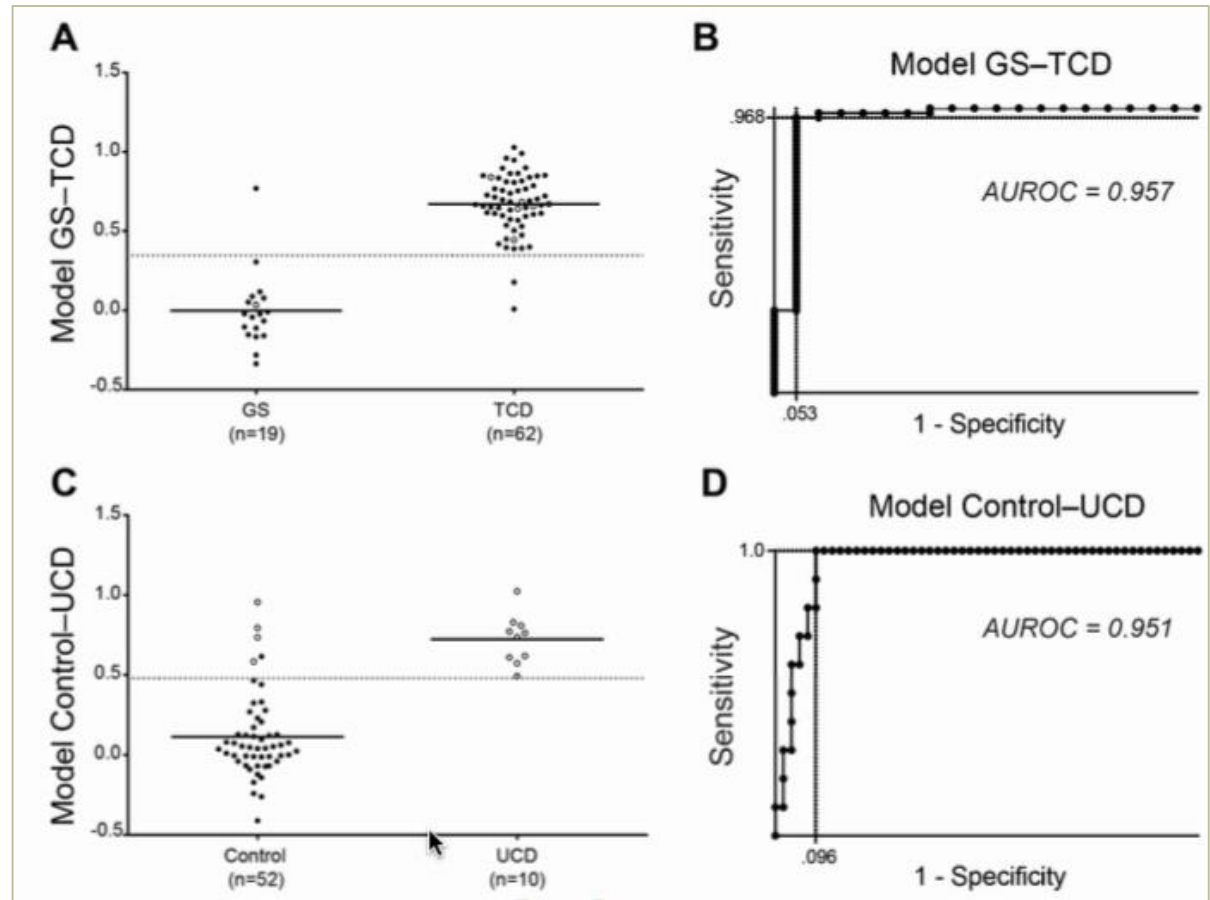 A
Model GS–TCD
1.5
1.0
0.5
0.0
-0.5
GS
(n=19)
TCD
(n=62)
B
Model GS–TCD
.968
Sensitivity
AUROC = 0.957
.053
1 - Specificity
C
Model Control–UCD
1.5
1.0
0.5
0.0
-0.5
Control
(n=52)
UCD
(n=10)
D
Model Control–UCD
1.0
Sensitivity
AUROC = 0.951
.096
1 - Specificity